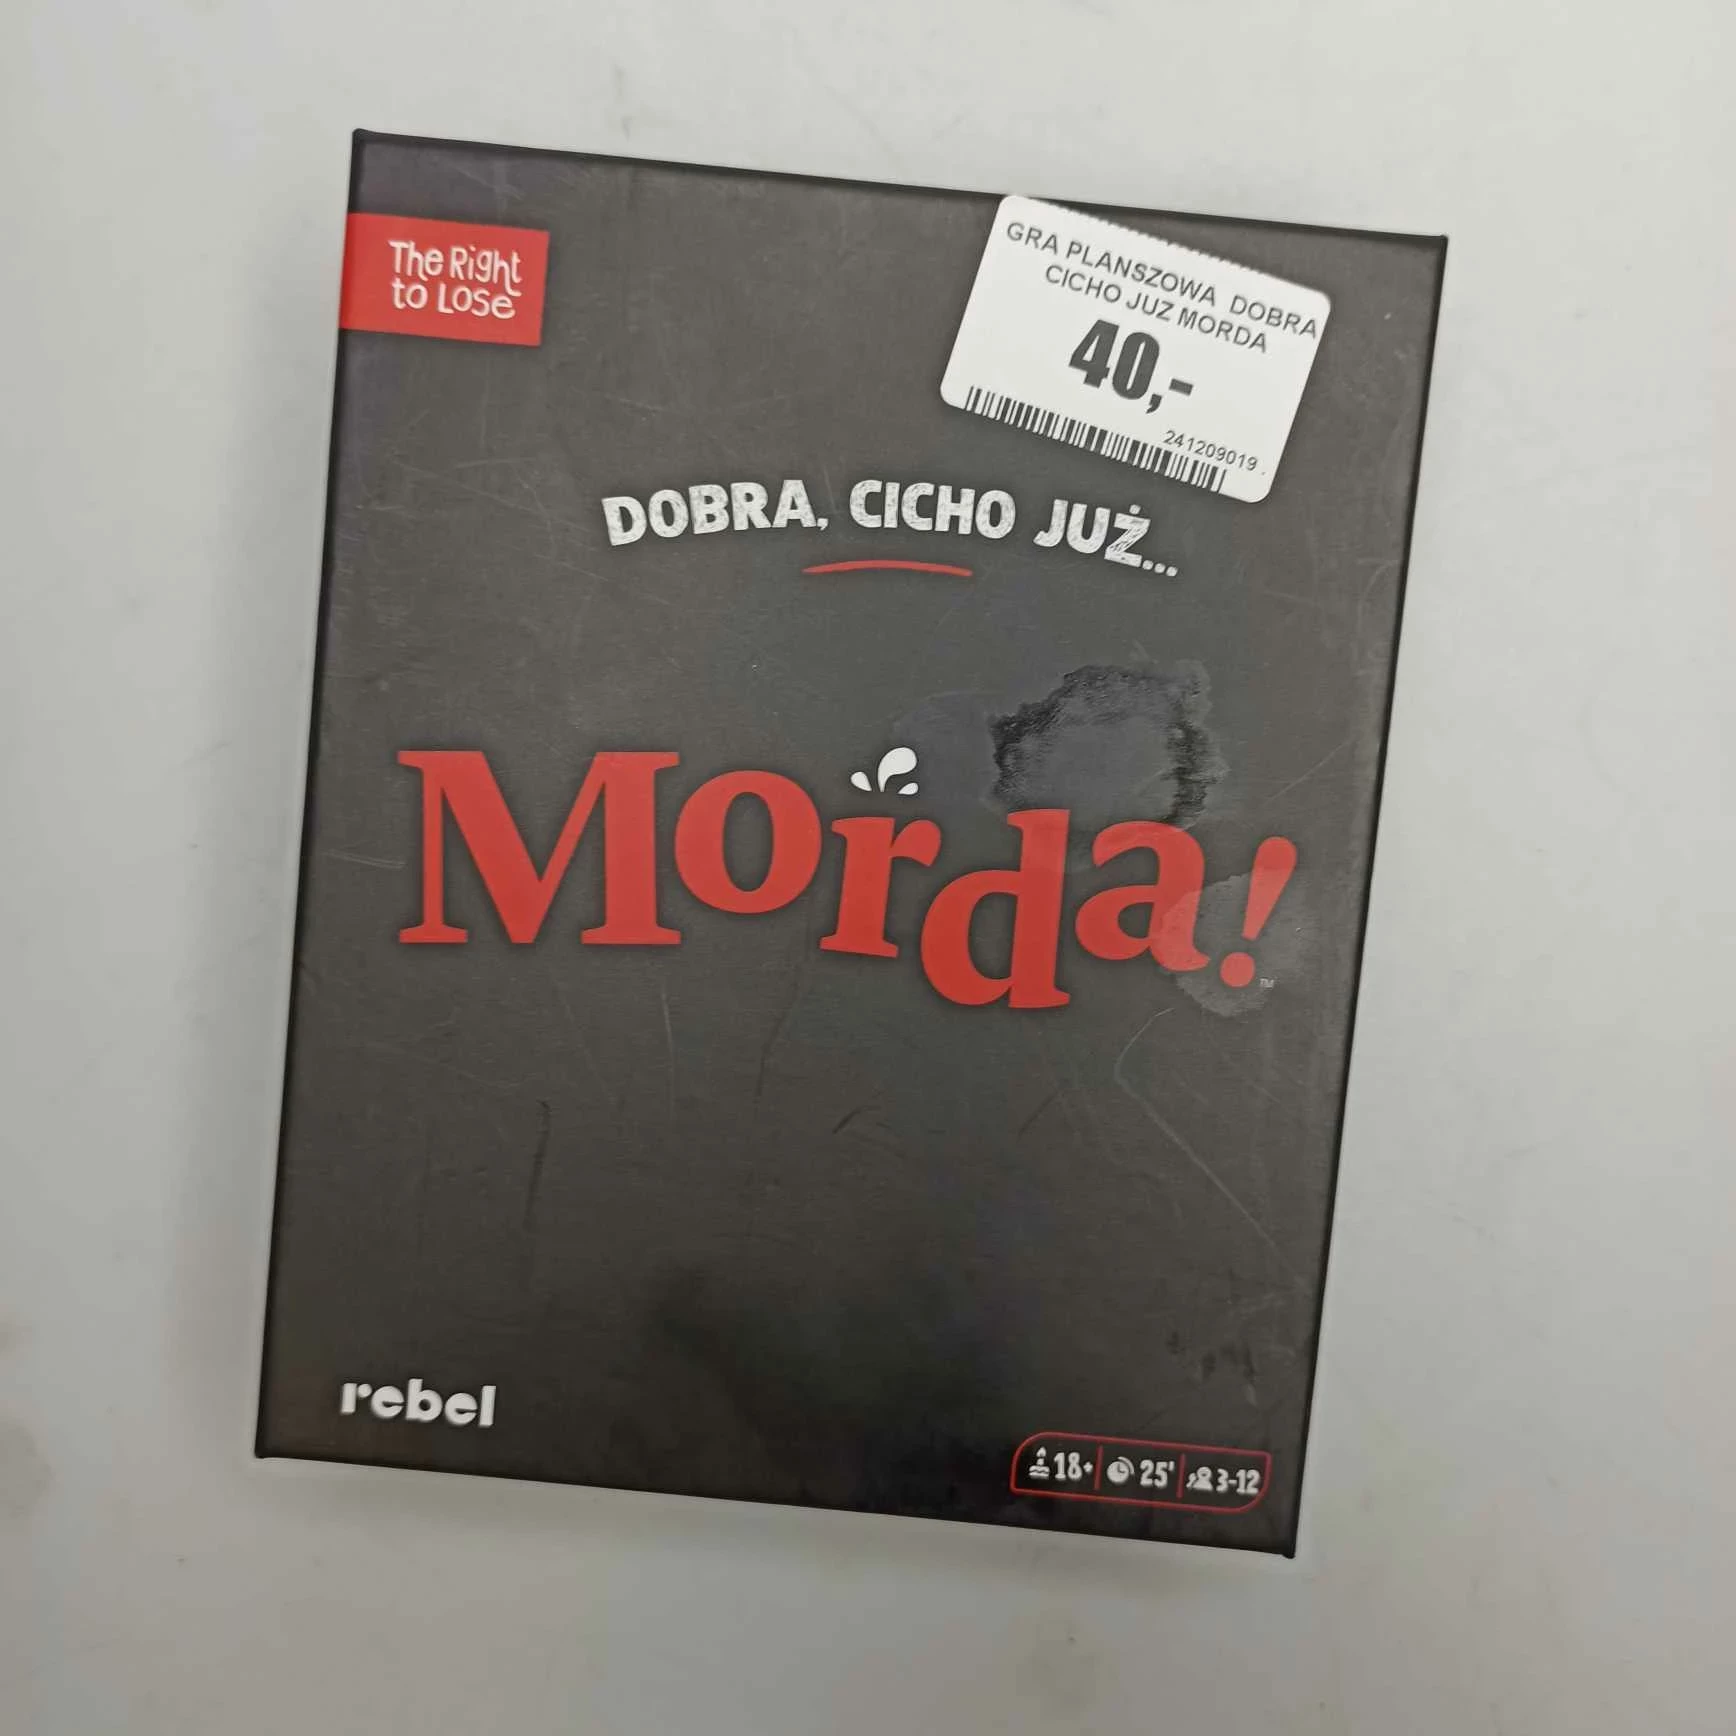 The Right
to Lose
GRA PLANSZOWA DOBRA
CICHO JUZ MORDA
40,-
241209019.
DOBRA, CICHO JUŻ...
Morda!
TM
rebel
18+ 25' 3-12